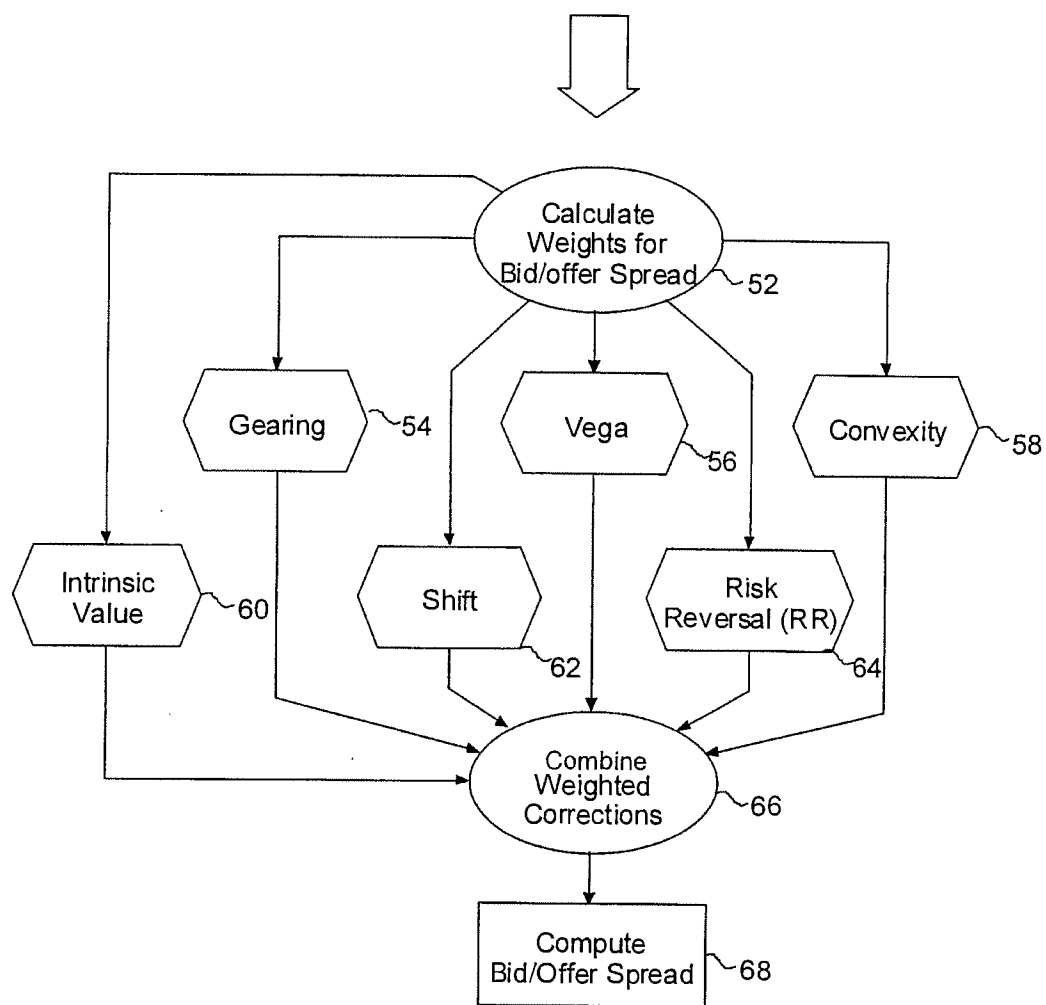 Calculate
Weights for
Bid/offer Spread
52
Gearing
54
Vega
56
Convexity
58
Intrinsic
Value
60
Shift
62
Risk
Reversal (RR)
64
Combine
Weighted
Corrections
66
Compute
Bid/Offer Spread
68